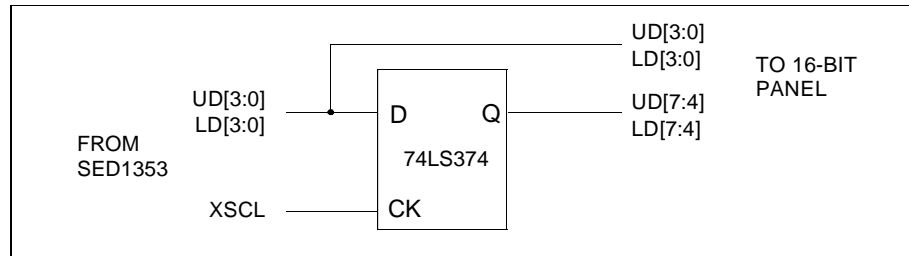 UD[3:0]
LD[3:0]
TO 16-BIT
PANEL
UD[3:0]
LD[3:0]
D
Q
UD[7:4]
LD[7:4]
FROM
SED1353
74LS374
XSCL
CK